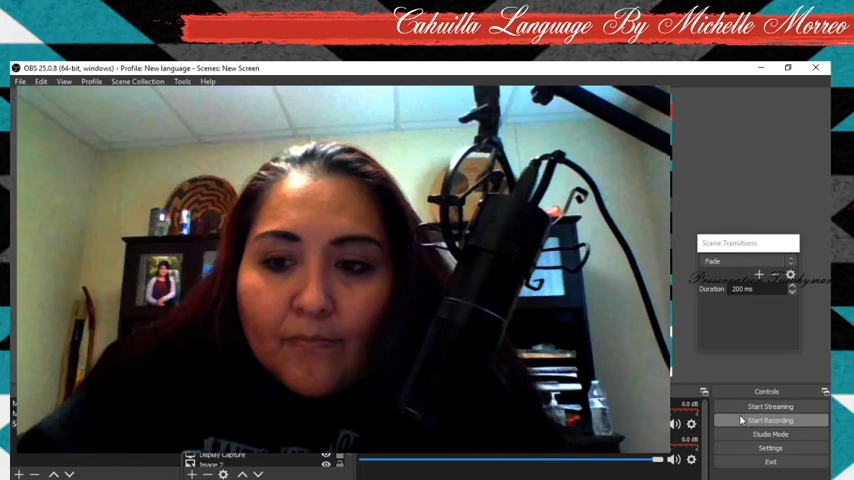 Cahuilla Language By Michelle Morreo
OBS 25.0.8 (64-bit, windows) - Profile: New language - Scenes: New Screen
File Edit View Profile Scene Collection Tools Help
Scene Transitions
Fade
Duration 200 ms
Controls
Start Streaming
Start Recording
Studio Mode
Settings
Exit
0.0 dB
0.0 dB
Display Capture
Image 2